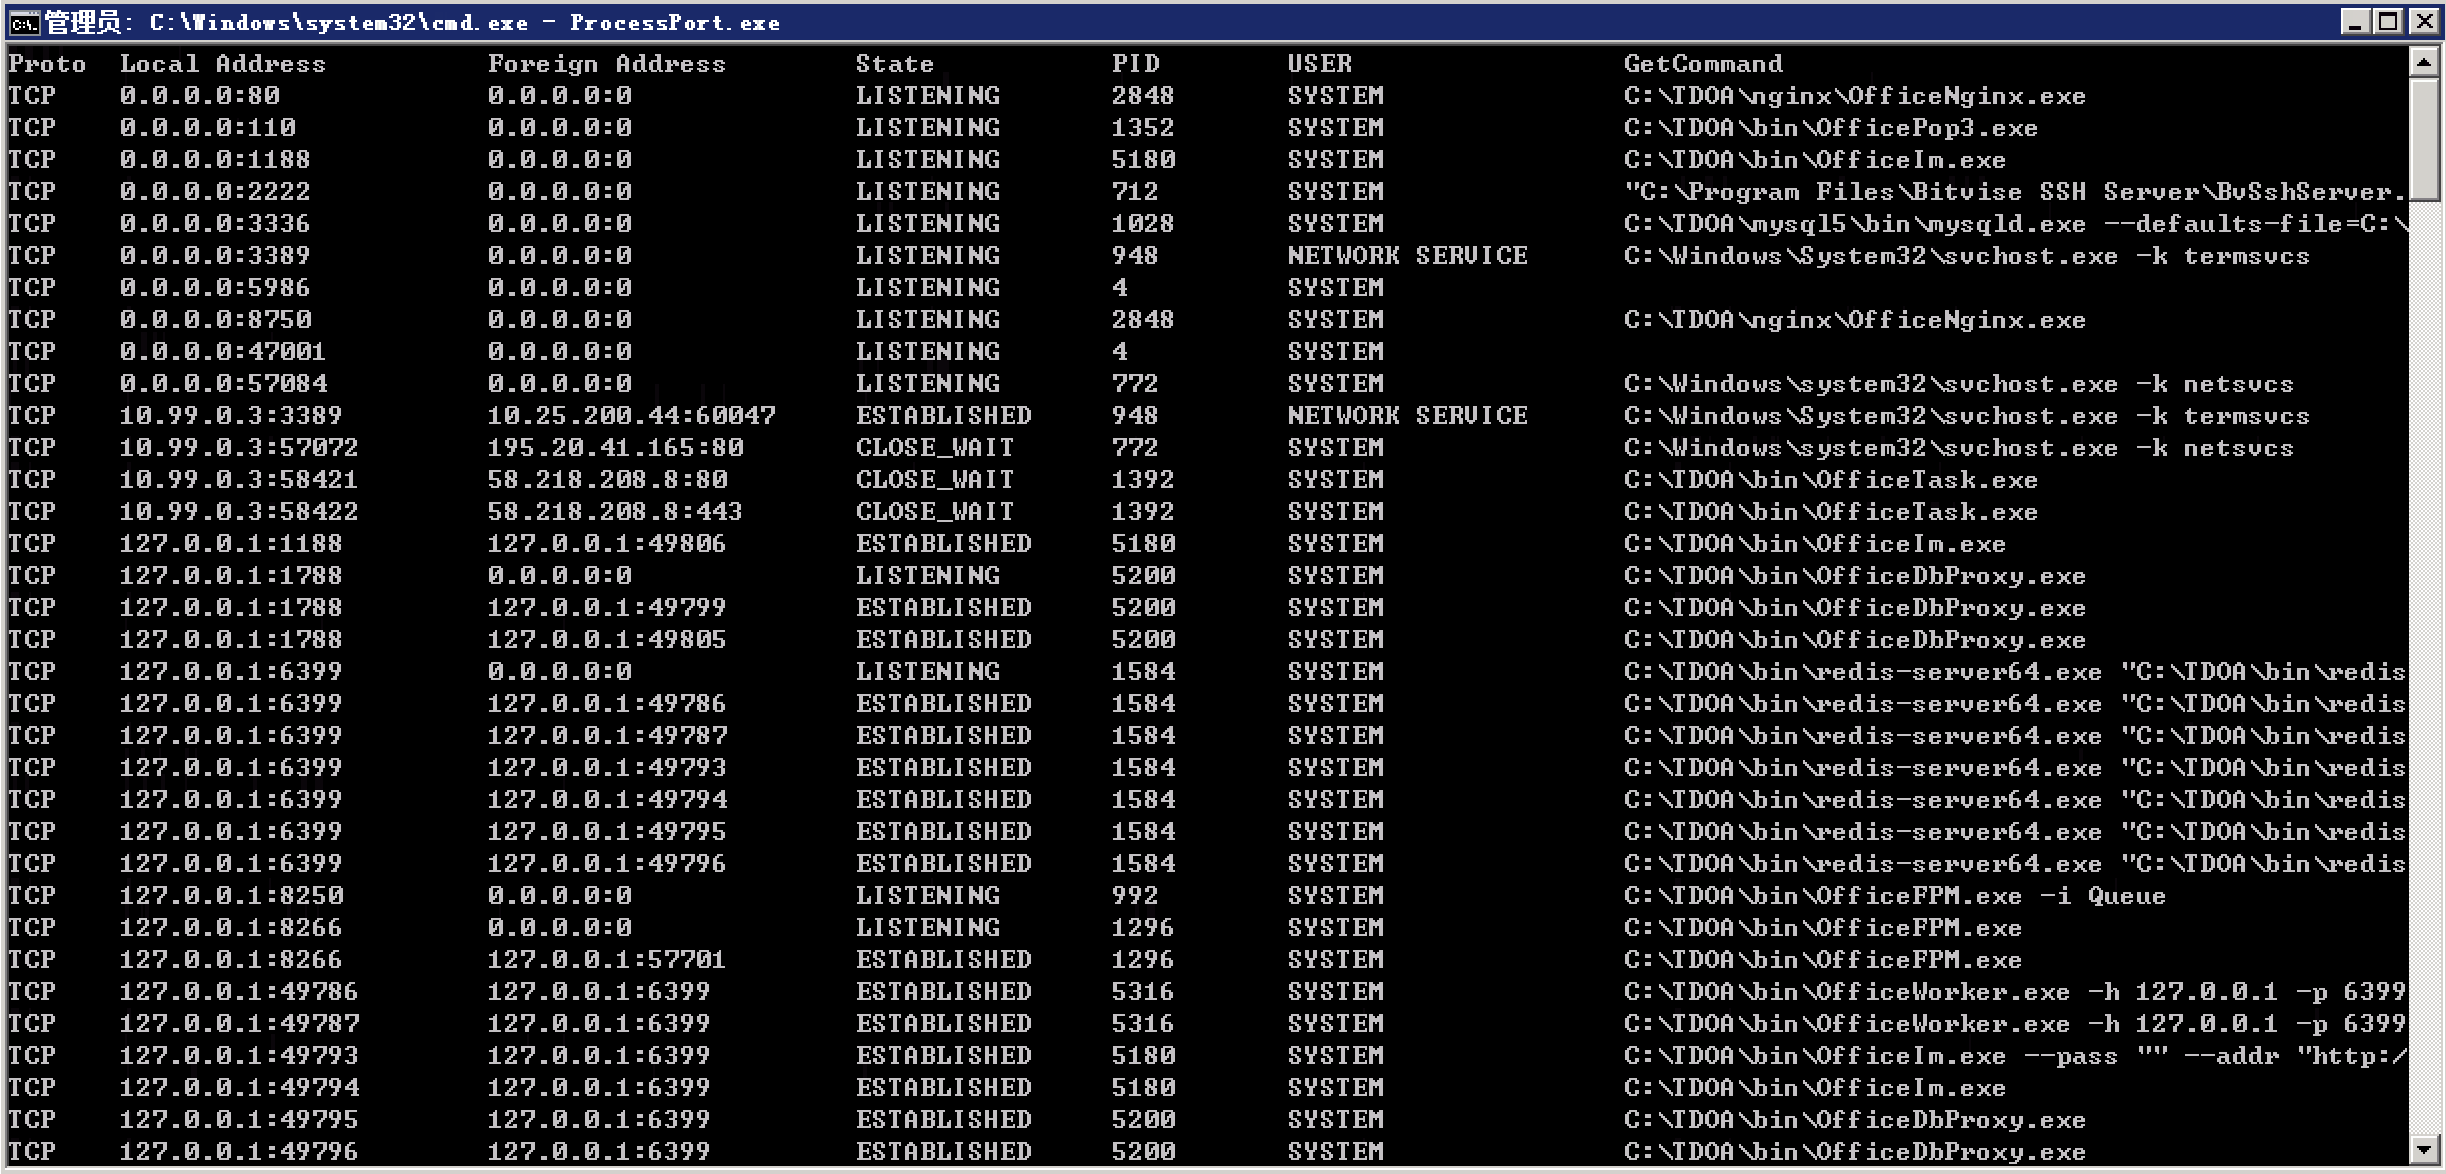 管理员: C:\Windows\system32\cmd.exe - ProcessPort.exe
Proto Local Address Foreign Address State PID USER GetCommand
TCP 0.0.0.0:80 0.0.0.0:0 LISTENING 2848 SYSTEM C:\TDOA\nginx\OfficeNginx.exe
TCP 0.0.0.0:110 0.0.0.0:0 LISTENING 1352 SYSTEM C:\TDOA\bin\OfficePop3.exe
TCP 0.0.0.0:1188 0.0.0.0:0 LISTENING 5180 SYSTEM C:\TDOA\bin\OfficeIm.exe
TCP 0.0.0.0:2222 0.0.0.0:0 LISTENING 712 SYSTEM "C:\Program Files\Bitvise SSH Server\BvSshServer.
TCP 0.0.0.0:3336 0.0.0.0:0 LISTENING 1028 SYSTEM C:\TDOA\mysql5\bin\mysqld.exe --defaults-file=C:\
TCP 0.0.0.0:3389 0.0.0.0:0 LISTENING 948 NETWORK SERVICE C:\Windows\System32\svchost.exe -k termsvcs
TCP 0.0.0.0:5986 0.0.0.0:0 LISTENING 4 SYSTEM
TCP 0.0.0.0:8750 0.0.0.0:0 LISTENING 2848 SYSTEM C:\TDOA\nginx\OfficeNginx.exe
TCP 0.0.0.0:47001 0.0.0.0:0 LISTENING 4 SYSTEM
TCP 0.0.0.0:57084 0.0.0.0:0 LISTENING 772 SYSTEM C:\Windows\system32\svchost.exe -k netsvcs
TCP 10.99.0.3:3389 10.25.200.44:60047 ESTABLISHED 948 NETWORK SERVICE C:\Windows\System32\svchost.exe -k termsvcs
TCP 10.99.0.3:57072 195.20.41.165:80 CLOSE_WAIT 772 SYSTEM C:\Windows\system32\svchost.exe -k netsvcs
TCP 10.99.0.3:58421 58.218.208.8:80 CLOSE_WAIT 1392 SYSTEM C:\TDOA\bin\OfficeTask.exe
TCP 10.99.0.3:58422 58.218.208.8:443 CLOSE_WAIT 1392 SYSTEM C:\TDOA\bin\OfficeTask.exe
TCP 127.0.0.1:1188 127.0.0.1:49806 ESTABLISHED 5180 SYSTEM C:\TDOA\bin\OfficeIm.exe
TCP 127.0.0.1:1788 0.0.0.0:0 LISTENING 5200 SYSTEM C:\TDOA\bin\OfficeDbProxy.exe
TCP 127.0.0.1:1788 127.0.0.1:49799 ESTABLISHED 5200 SYSTEM C:\TDOA\bin\OfficeDbProxy.exe
TCP 127.0.0.1:1788 127.0.0.1:49805 ESTABLISHED 5200 SYSTEM C:\TDOA\bin\OfficeDbProxy.exe
TCP 127.0.0.1:6399 0.0.0.0:0 LISTENING 1584 SYSTEM C:\TDOA\bin\redis-server64.exe "C:\TDOA\bin\redis
TCP 127.0.0.1:6399 127.0.0.1:49786 ESTABLISHED 1584 SYSTEM C:\TDOA\bin\redis-server64.exe "C:\TDOA\bin\redis
TCP 127.0.0.1:6399 127.0.0.1:49787 ESTABLISHED 1584 SYSTEM C:\TDOA\bin\redis-server64.exe "C:\TDOA\bin\redis
TCP 127.0.0.1:6399 127.0.0.1:49793 ESTABLISHED 1584 SYSTEM C:\TDOA\bin\redis-server64.exe "C:\TDOA\bin\redis
TCP 127.0.0.1:6399 127.0.0.1:49794 ESTABLISHED 1584 SYSTEM C:\TDOA\bin\redis-server64.exe "C:\TDOA\bin\redis
TCP 127.0.0.1:6399 127.0.0.1:49795 ESTABLISHED 1584 SYSTEM C:\TDOA\bin\redis-server64.exe "C:\TDOA\bin\redis
TCP 127.0.0.1:6399 127.0.0.1:49796 ESTABLISHED 1584 SYSTEM C:\TDOA\bin\redis-server64.exe "C:\TDOA\bin\redis
TCP 127.0.0.1:8250 0.0.0.0:0 LISTENING 992 SYSTEM C:\TDOA\bin\OfficeFPM.exe -i Queue
TCP 127.0.0.1:8266 0.0.0.0:0 LISTENING 1296 SYSTEM C:\TDOA\bin\OfficeFPM.exe
TCP 127.0.0.1:8266 127.0.0.1:57701 ESTABLISHED 1296 SYSTEM C:\TDOA\bin\OfficeFPM.exe
TCP 127.0.0.1:49786 127.0.0.1:6399 ESTABLISHED 5316 SYSTEM C:\TDOA\bin\OfficeWorker.exe -h 127.0.0.1 -p 6399
TCP 127.0.0.1:49787 127.0.0.1:6399 ESTABLISHED 5316 SYSTEM C:\TDOA\bin\OfficeWorker.exe -h 127.0.0.1 -p 6399
TCP 127.0.0.1:49793 127.0.0.1:6399 ESTABLISHED 5180 SYSTEM C:\TDOA\bin\OfficeIm.exe --pass "" --addr "http:/
TCP 127.0.0.1:49794 127.0.0.1:6399 ESTABLISHED 5180 SYSTEM C:\TDOA\bin\OfficeIm.exe
TCP 127.0.0.1:49795 127.0.0.1:6399 ESTABLISHED 5200 SYSTEM C:\TDOA\bin\OfficeDbProxy.exe
TCP 127.0.0.1:49796 127.0.0.1:6399 ESTABLISHED 5200 SYSTEM C:\TDOA\bin\OfficeDbProxy.exe